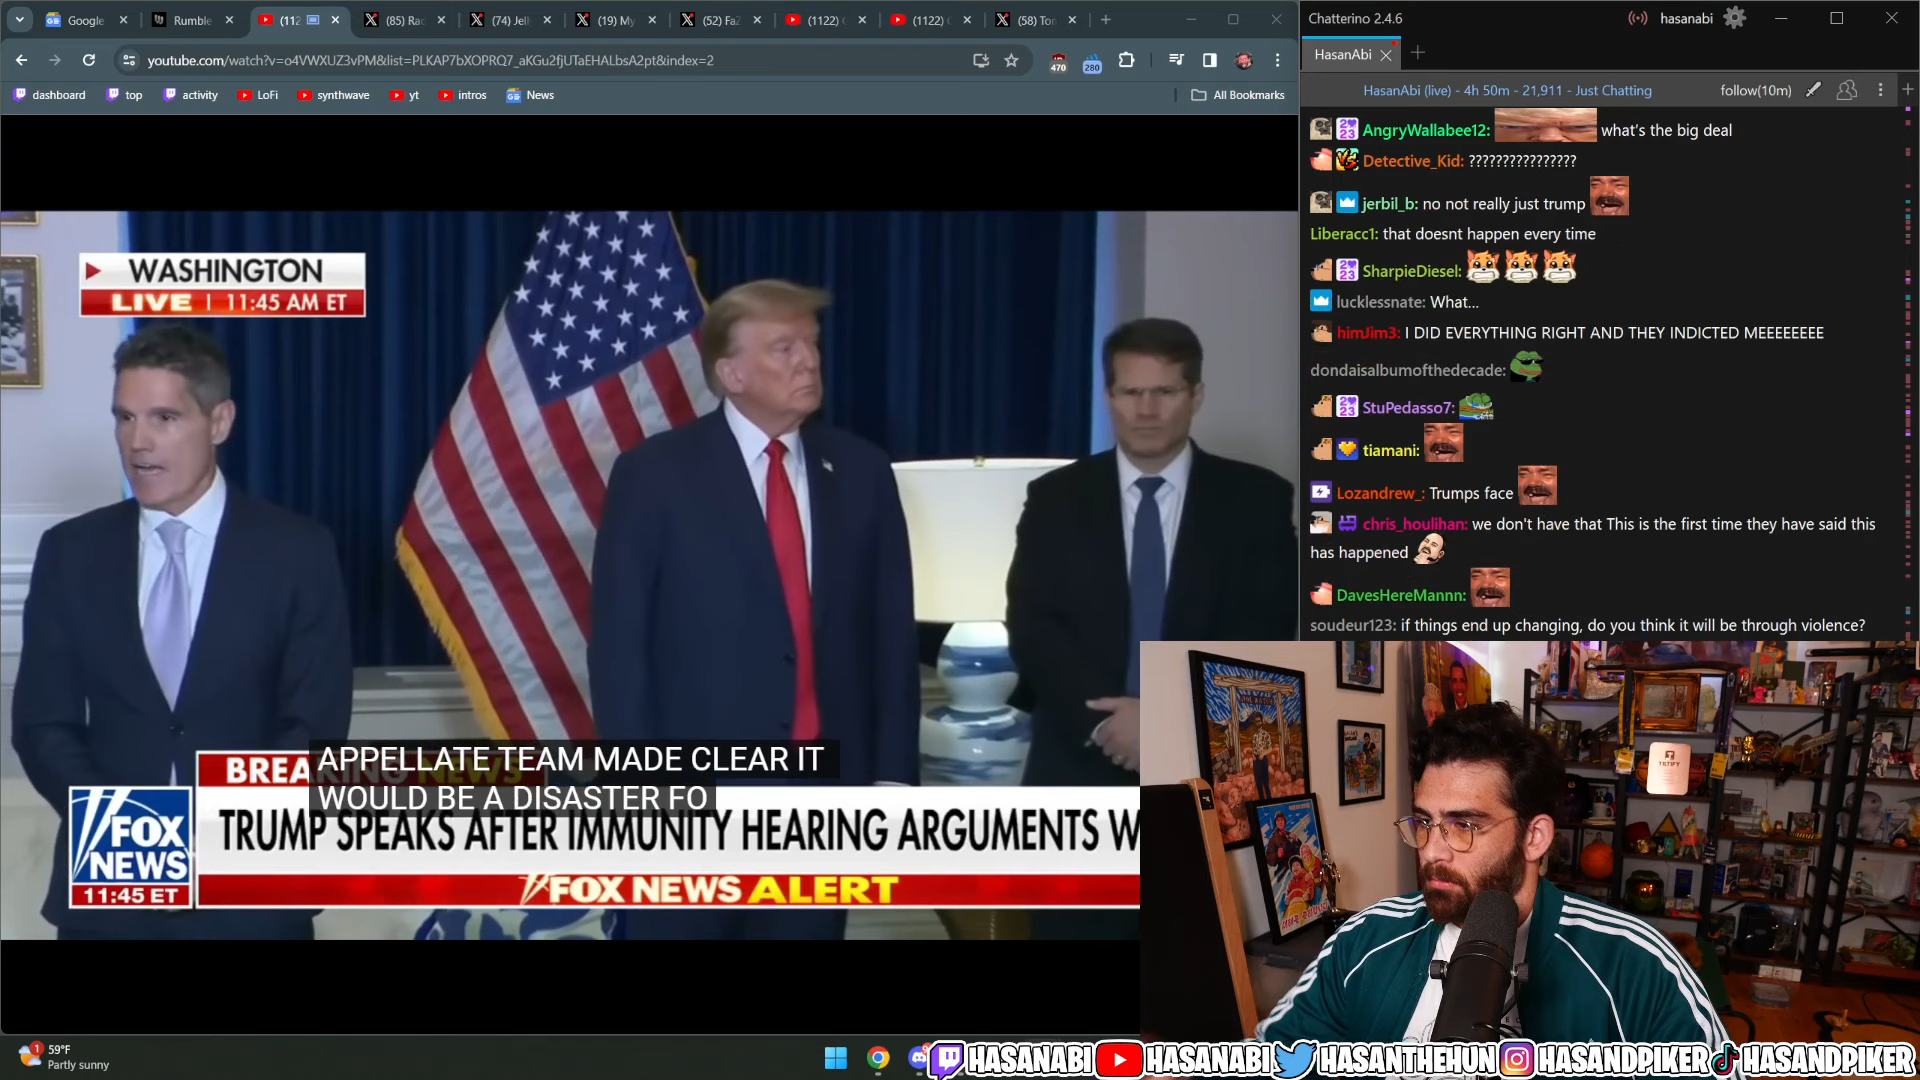 Google
Rumble
(112
(85) Rac
(74) Jell
(19) My
(52) FaZ
(1122)
(1122)
(58) Ton
youtube.com/watch?v=o4VWXUZ3vPM&list=PLKAP7bXOPRQ7_aKGu2fjUTaEHALbsA2pt&index=2
470
280
dashboard
top
activity
LoFi
synthwave
yt
intros
News
All Bookmarks
WASHINGTON
LIVE | 11:45 AM ET
BREA
APPELLATE TEAM MADE CLEAR IT
WOULD BE A DISASTER FO
TRUMP SPEAKS AFTER IMMUNITY HEARING ARGUMENTS W
FOX
NEWS
11:45 ET
FOX NEWS ALERT
Chatterino 2.4.6
hasanabi
HasanAbi
HasanAbi (live) - 4h 50m - 21,911 - Just Chatting
follow(10m)
AngryWallabee12: what's the big deal
Detective_Kid: ????????????????
jerbil_b: no not really just trump
Liberacc1: that doesnt happen every time
SharpieDiesel:
lucklessnate: What...
himJim3: I DID EVERYTHING RIGHT AND THEY INDICTED MEEEEEEEE
dondaisalbumofthedecade:
StuPedasso7:
tiamani:
Lozandrew_: Trumps face
chris_houlihan: we don't have that This is the first time they have said this
has happened
DavesHereMannn:
soudeur123: if things end up changing, do you think it will be through violence?
TILTIFY
1
59°F
Partly sunny
HASANABI
HASANABI
HASANTHEHUN
HASANDPIKER
HASANDPIKER